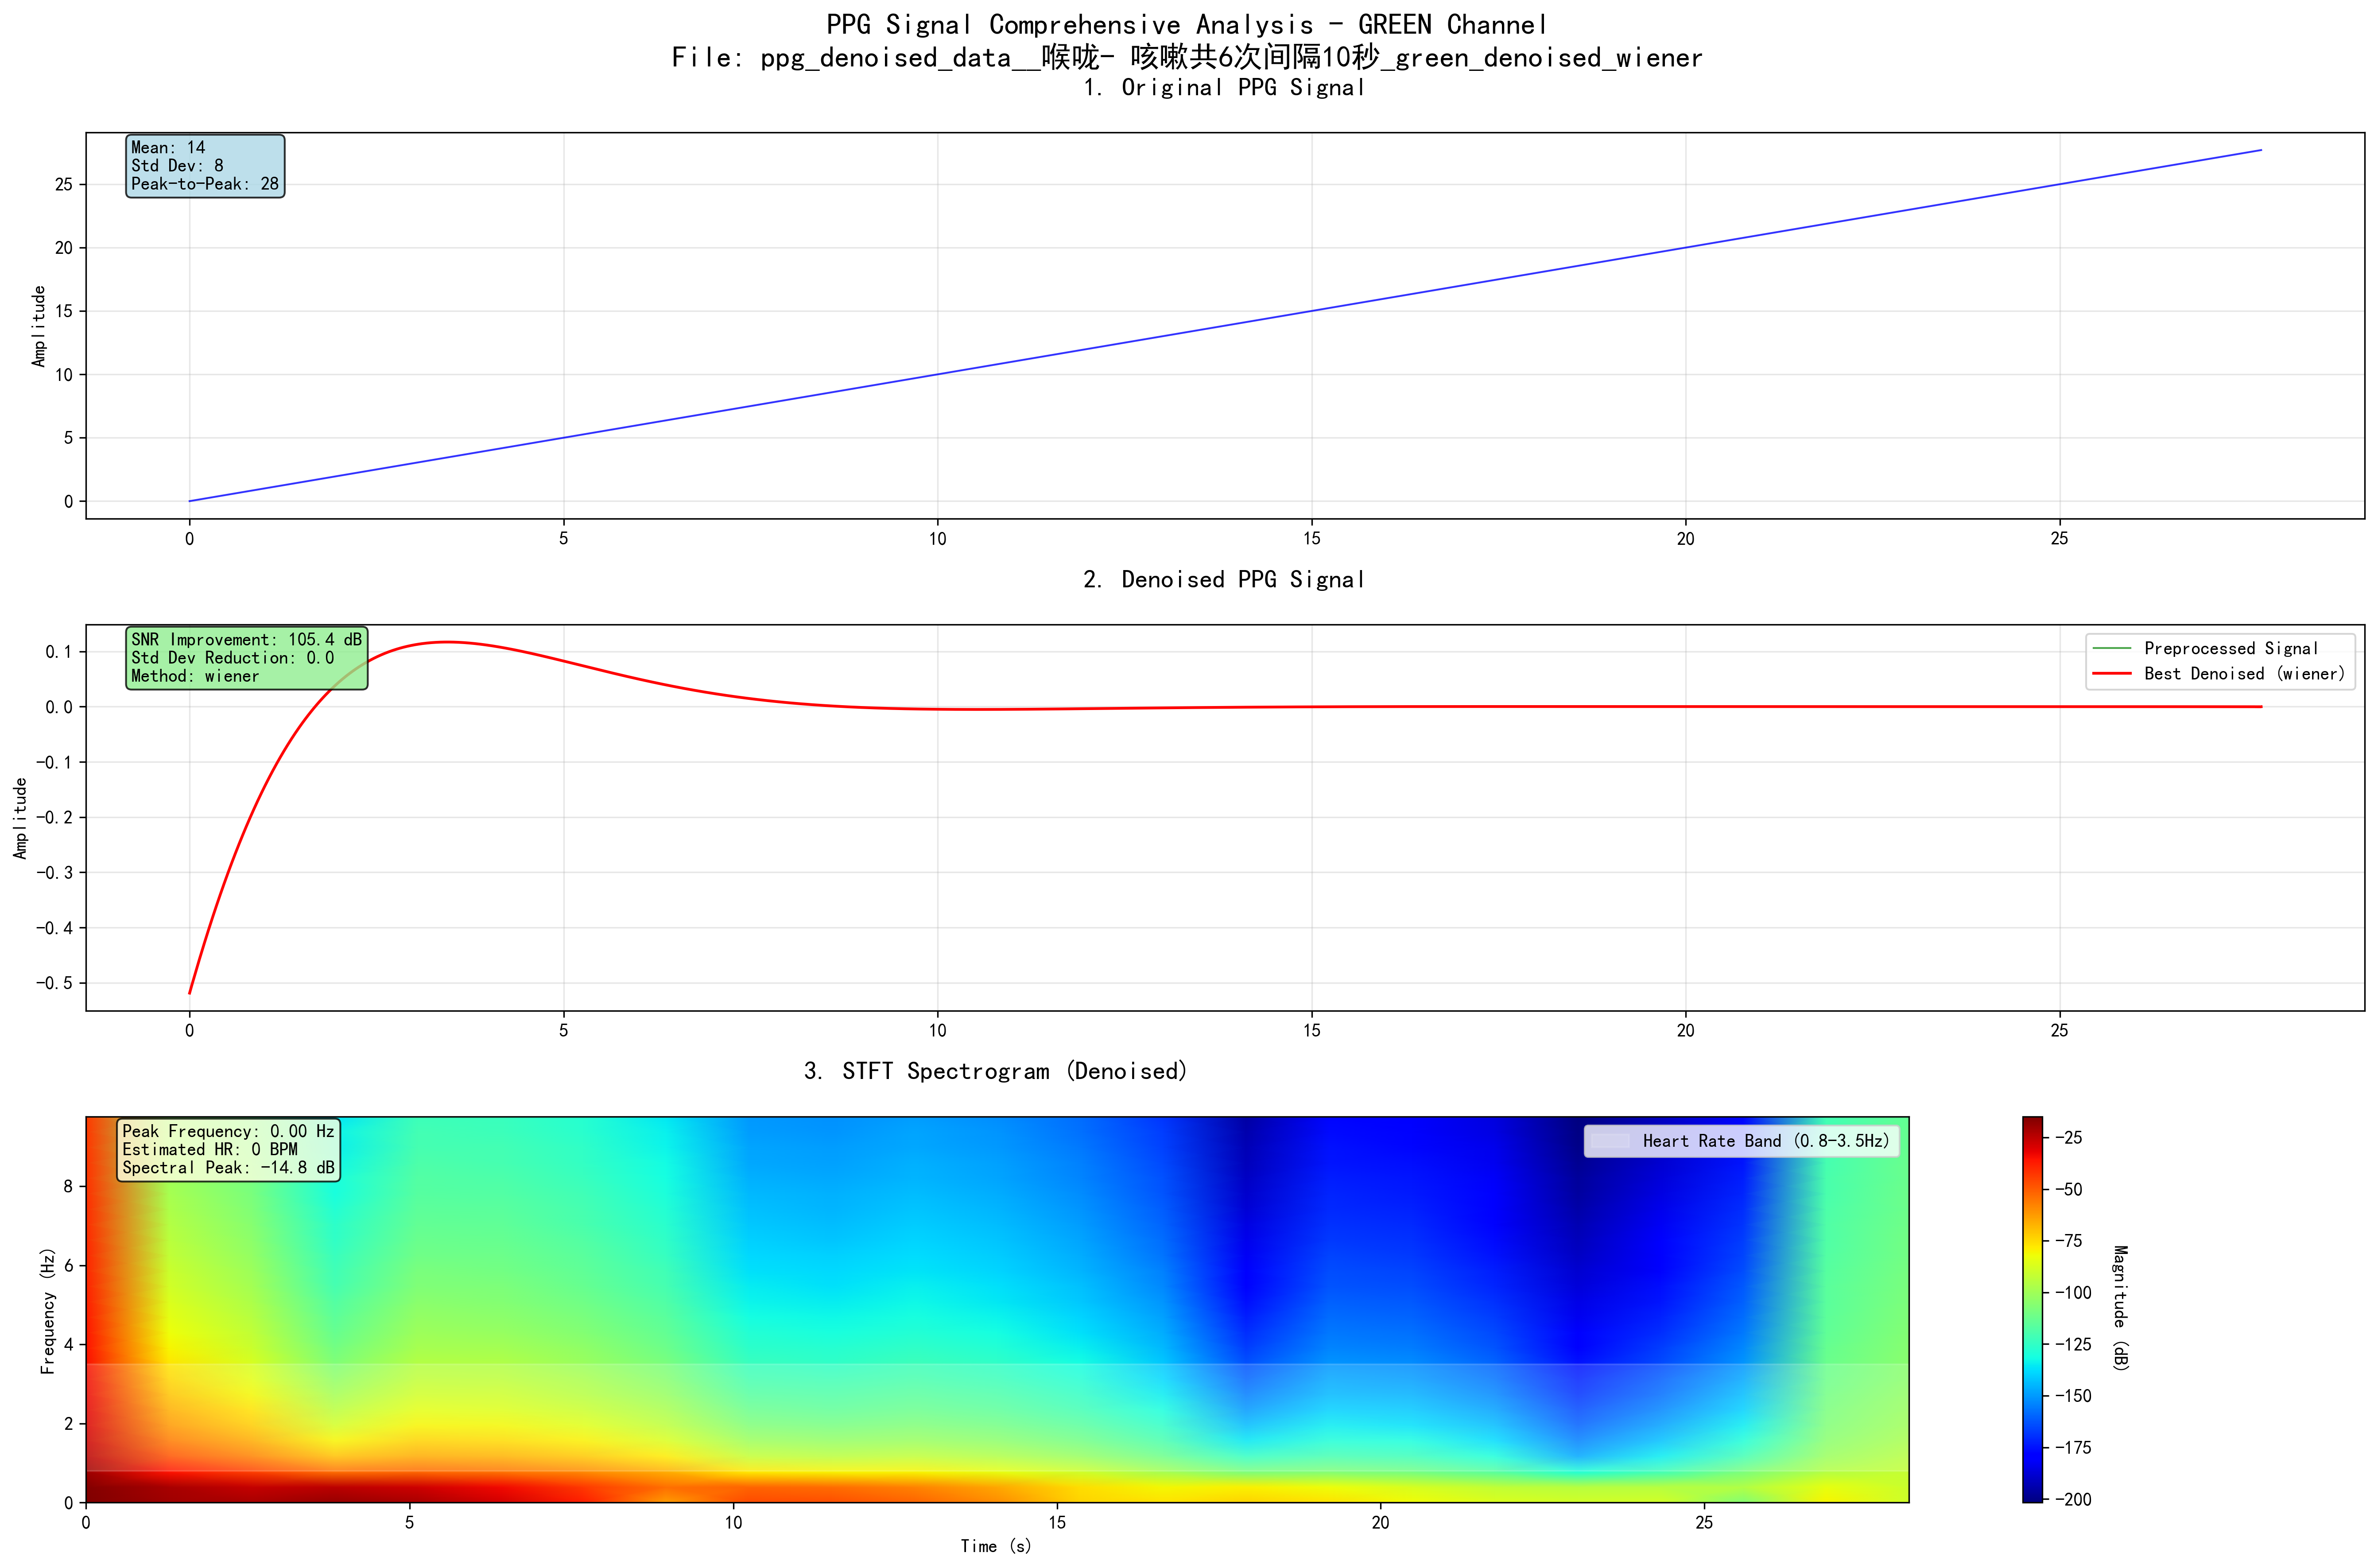 PPG Signal Comprehensive Analysis - GREEN Channel
File: ppg_denoised_data__喉咙- 咳嗽共6次间隔10秒_green_denoised_wiener
1. Original PPG Signal
Mean: 14
Std Dev: 8
Peak-to-Peak: 28
Amplitude
25
20
15
10
5
0
0 5 10 15 20 25
2. Denoised PPG Signal
SNR Improvement: 105.4 dB
Std Dev Reduction: 0.0
Method: wiener
Preprocessed Signal
Best Denoised (wiener)
Amplitude
0.1
0.0
-0.1
-0.2
-0.3
-0.4
-0.5
0 5 10 15 20 25
3. STFT Spectrogram (Denoised)
Peak Frequency: 0.00 Hz
Estimated HR: 0 BPM
Spectral Peak: -14.8 dB
Heart Rate Band (0.8-3.5Hz)
Frequency (Hz)
8
6
4
2
0
0 5 10 15 20 25
Time (s)
-25
-50
-75
-100
-125
-150
-175
-200
Magnitude (dB)